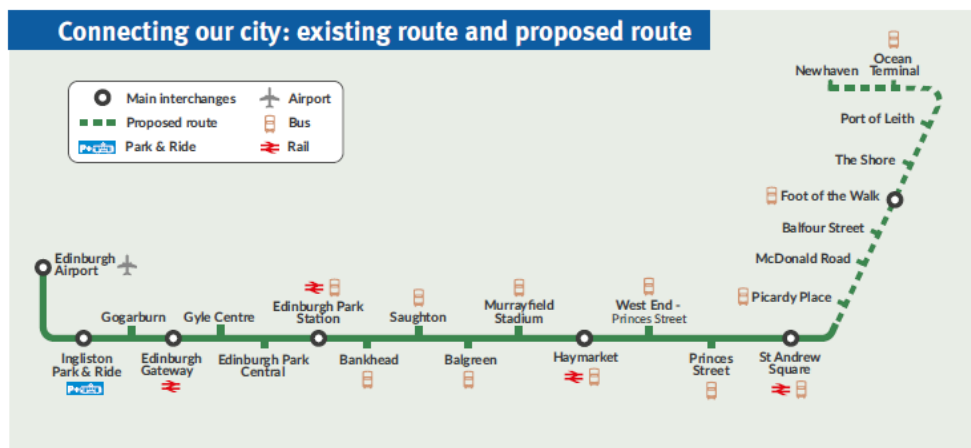 Connecting our city: existing route and proposed route
Main interchanges
Airport
Proposed route
Bus
P+
Park & Ride
Rail
Ocean
Terminal
Newhaven
Port of Leith
The Shore
Foot of the Walk
Balfour Street
McDonald Road
Picardy Place
Edinburgh
Airport
Gogarburn
Gyle Centre
Edinburgh Park
Station
Saughton
Murrayfield
Stadium
West End -
Princes Street
Ingliston
Park & Ride
P+
Edinburgh
Gateway
Edinburgh Park
Central
Bankhead
Balgreen
Haymarket
Princes
Street
St Andrew
Square